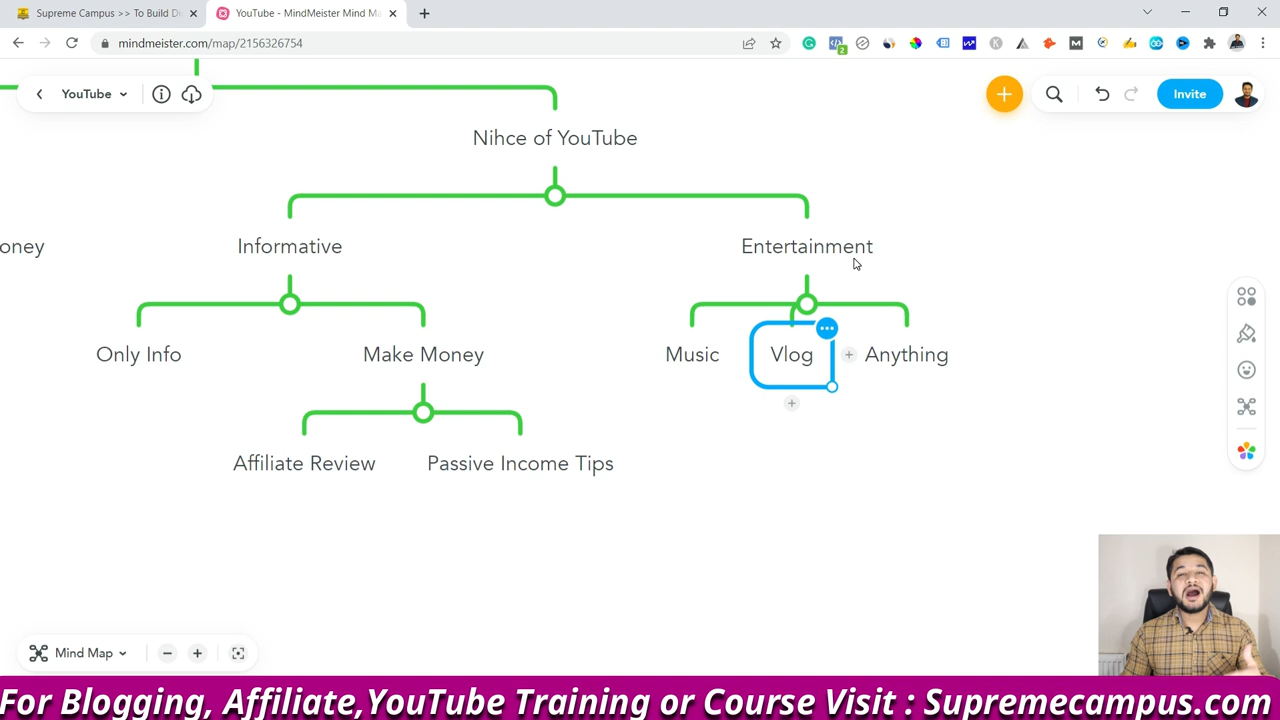 Supreme Campus >> To Build Di
YouTube - MindMeister Mind Ma
mindmeister.com/map/2156326754
2
YouTube
Invite
Nihce of YouTube
oney
Informative
Entertainment
Only Info
Make Money
Music
Vlog
Anything
Affiliate Review
Passive Income Tips
Mind Map
For Blogging, Affiliate,YouTube Training or Course Visit : Supremecampus.com